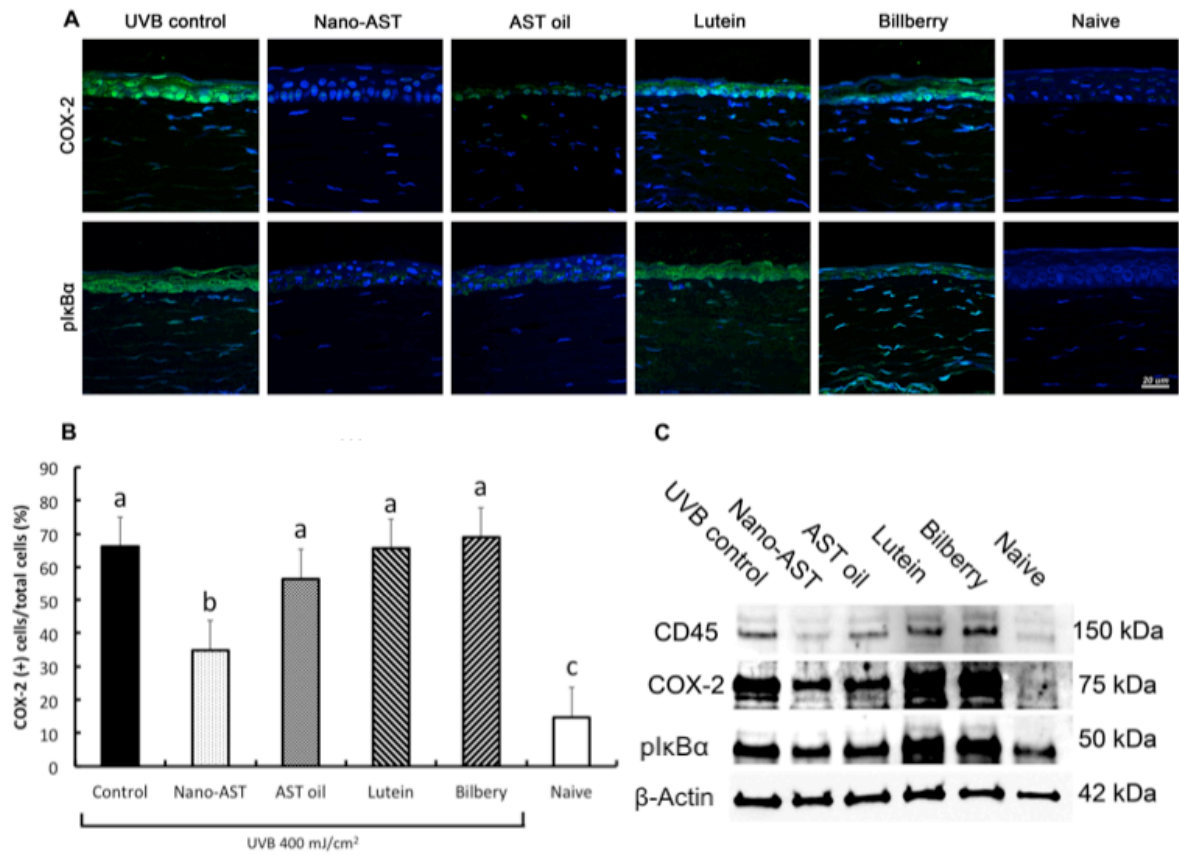 A
UVB control Nano-AST AST oil Lutein Billberry Naive
COX-2
pIκBα
20 um
B
COX-2 (+) cells/total cells (%)
90
80
70
60
50
40
30
20
10
0
a
b
a
a
a
c
Control Nano-AST AST oil Lutein Bilbery Naive
UVB 400 mJ/cm²
C
UVB control Nano-AST AST oil Lutein Bilberry Naive
CD45 150 kDa
COX-2 75 kDa
pIκBα 50 kDa
β-Actin 42 kDa